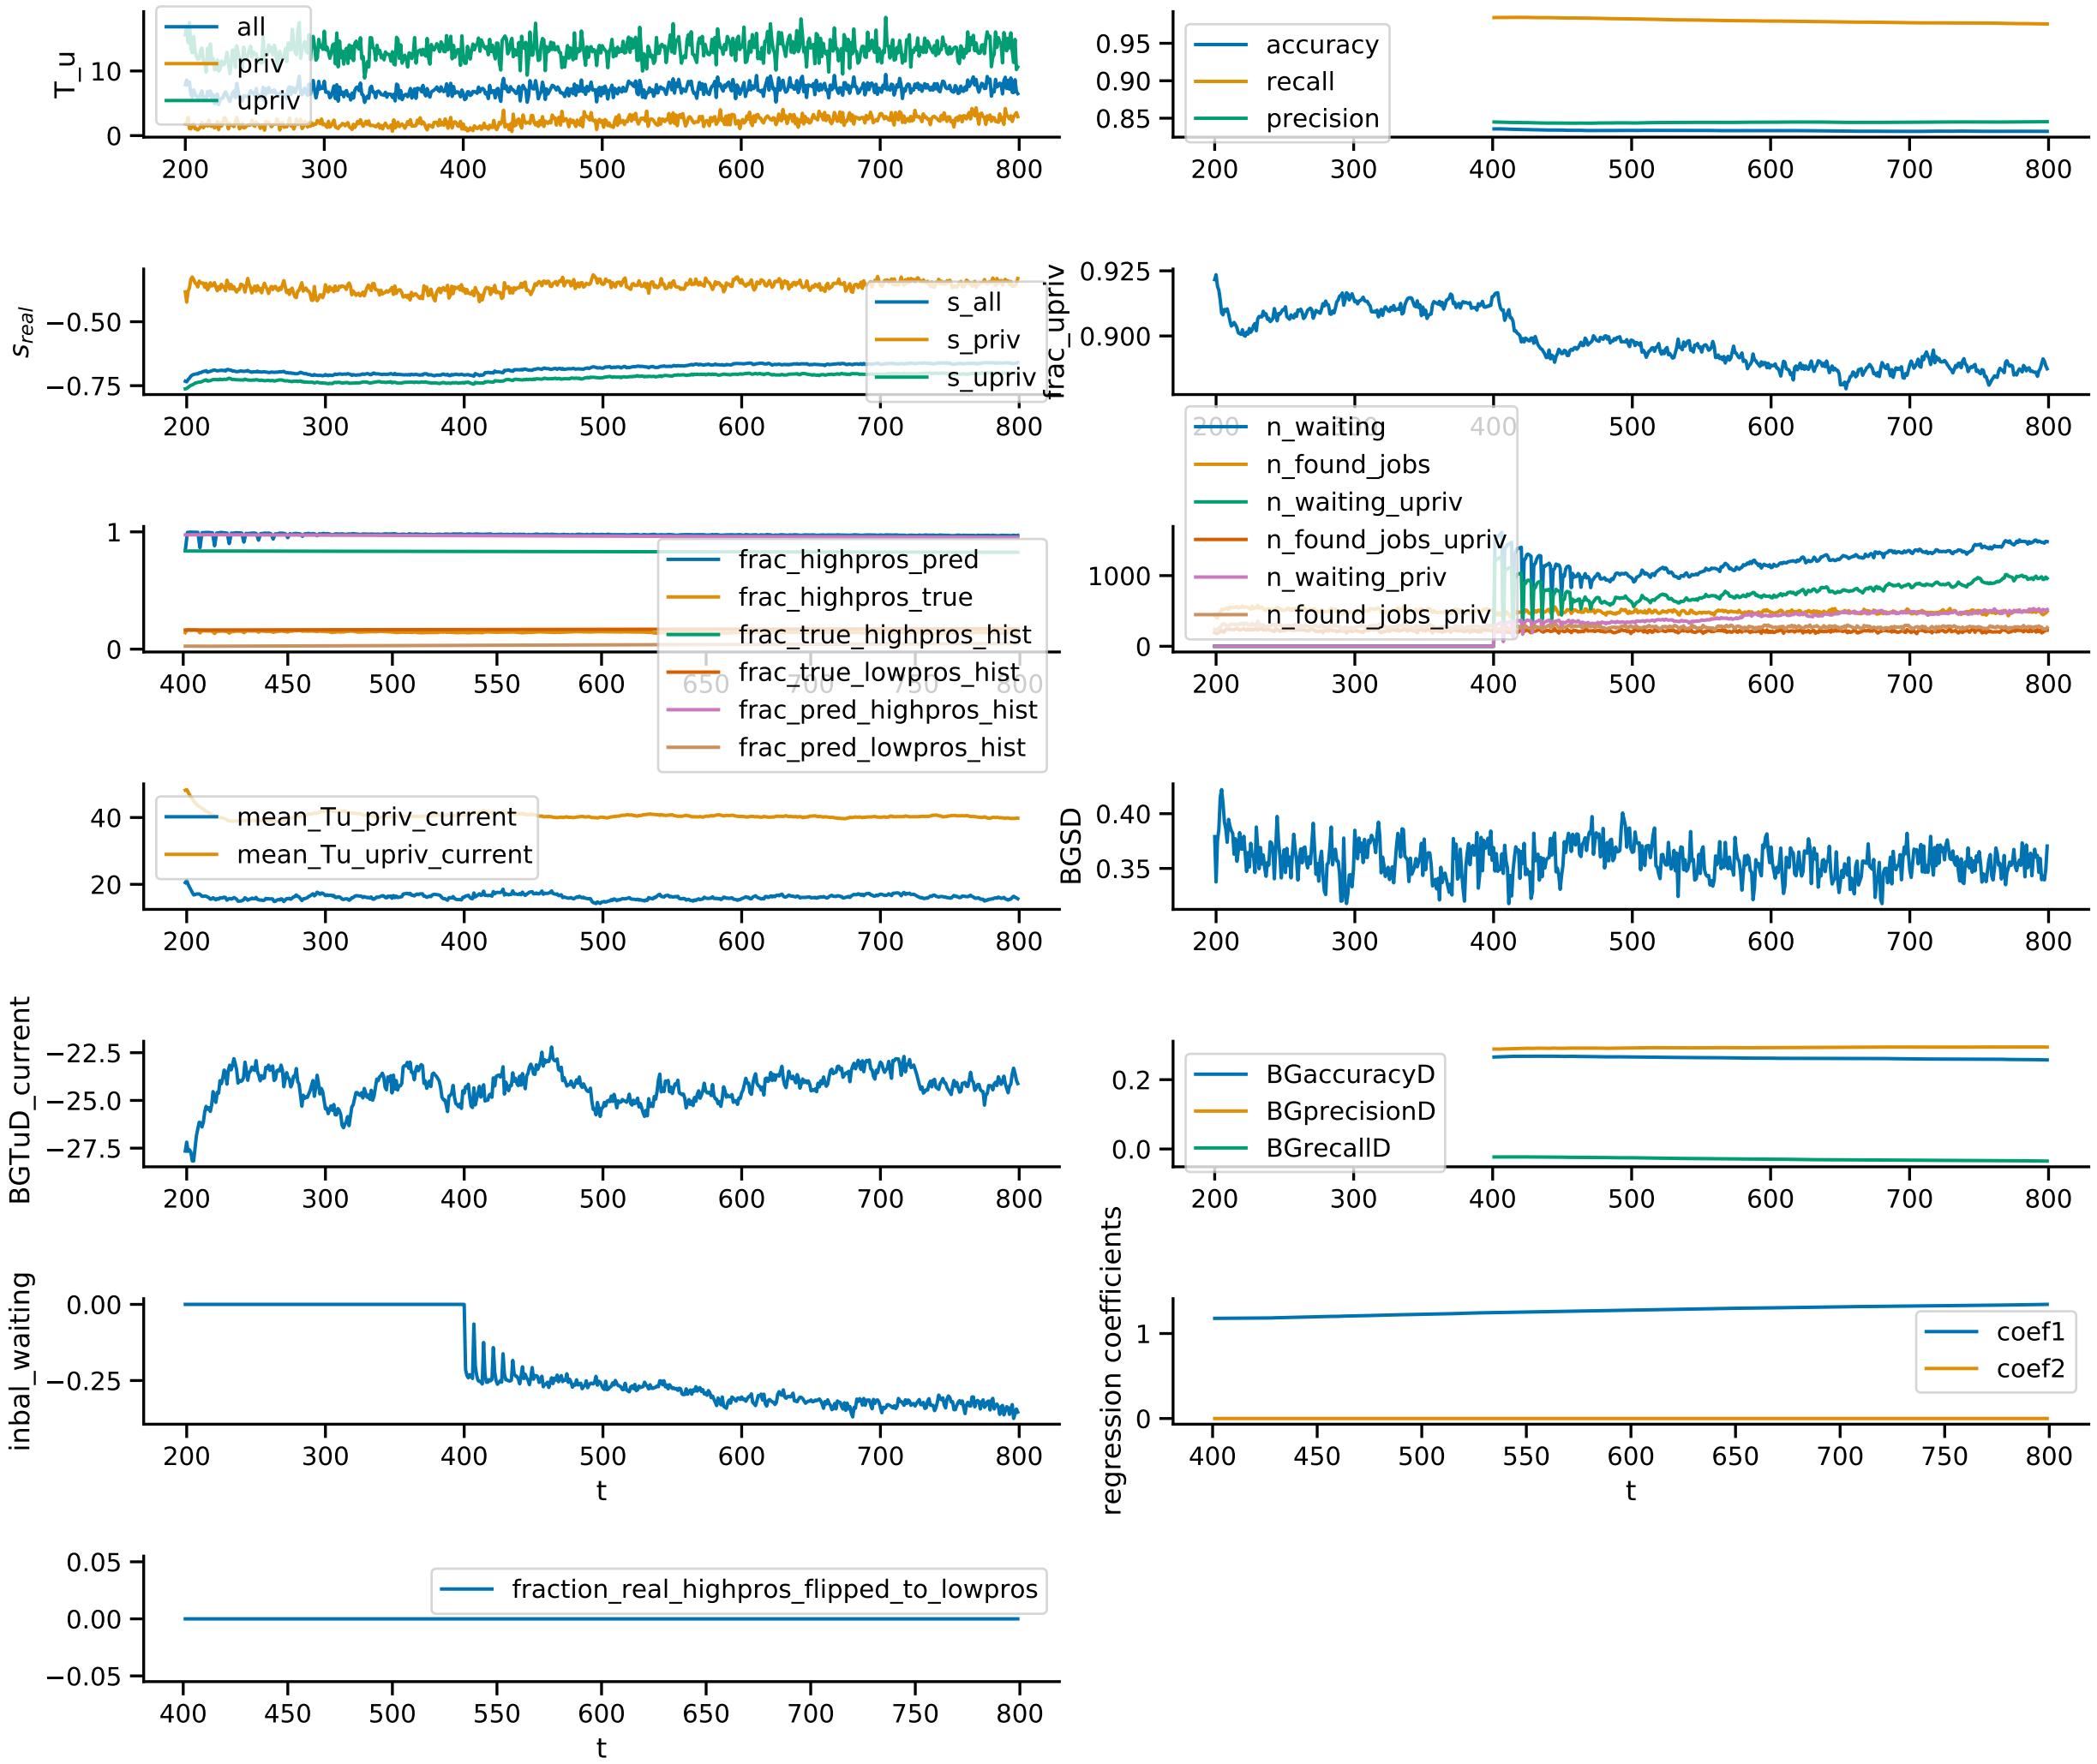 T_u
10
0
all
priv
upriv
200 300 400 500 600 700 800
0.95
0.90
0.85
accuracy
recall
precision
200 300 400 500 600 700 800
s_real
−0.50
−0.75
s_all
s_priv
s_upriv
200 300 400 500 600 700 800
frac_upriv
0.925
0.900
200 400 500 600 700 800
1
0
frac_highpros_pred
frac_highpros_true
frac_true_highpros_hist
frac_true_lowpros_hist
frac_pred_highpros_hist
frac_pred_lowpros_hist
400 450 500 550 600 650 700 750 800
1000
0
n_waiting
n_found_jobs
n_waiting_upriv
n_found_jobs_upriv
n_waiting_priv
n_found_jobs_priv
200 300 400 500 600 700 800
40
20
mean_Tu_priv_current
mean_Tu_upriv_current
200 300 400 500 600 700 800
BGSD
0.40
0.35
200 300 400 500 600 700 800
BGTuD_current
−22.5
−25.0
−27.5
200 300 400 500 600 700 800
0.2
0.0
BGaccuracyD
BGprecisionD
BGrecallD
200 300 400 500 600 700 800
inbal_waiting
0.00
−0.25
200 300 400 500 600 700 800
t
regression coefficients
1
0
coef1
coef2
400 450 500 550 600 650 700 750 800
t
0.05
0.00
−0.05
fraction_real_highpros_flipped_to_lowpros
400 450 500 550 600 650 700 750 800
t